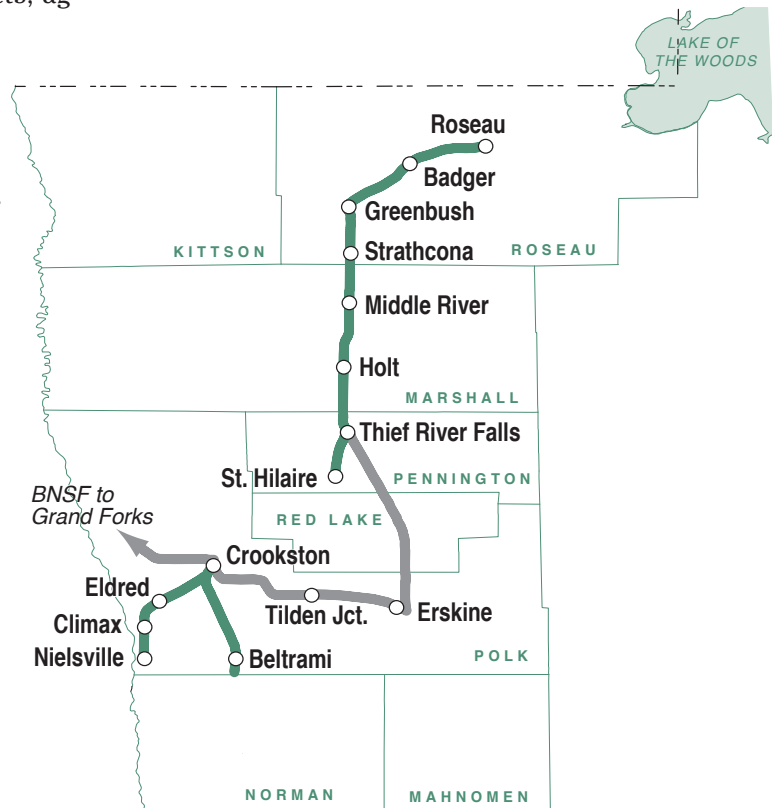 LAKE OF
THE WOODS
Roseau
Badger
Greenbush
KITTSON
Strathcona
ROSEAU
Middle River
Holt
MARSHALL
Thief River Falls
St. Hilaire
PENNINGTON
BNSF to
Grand Forks
RED LAKE
Crookston
Eldred
Tilden Jct.
Erskine
Climax
Nielsville
Beltrami
POLK
NORMAN
MAHNOMEN